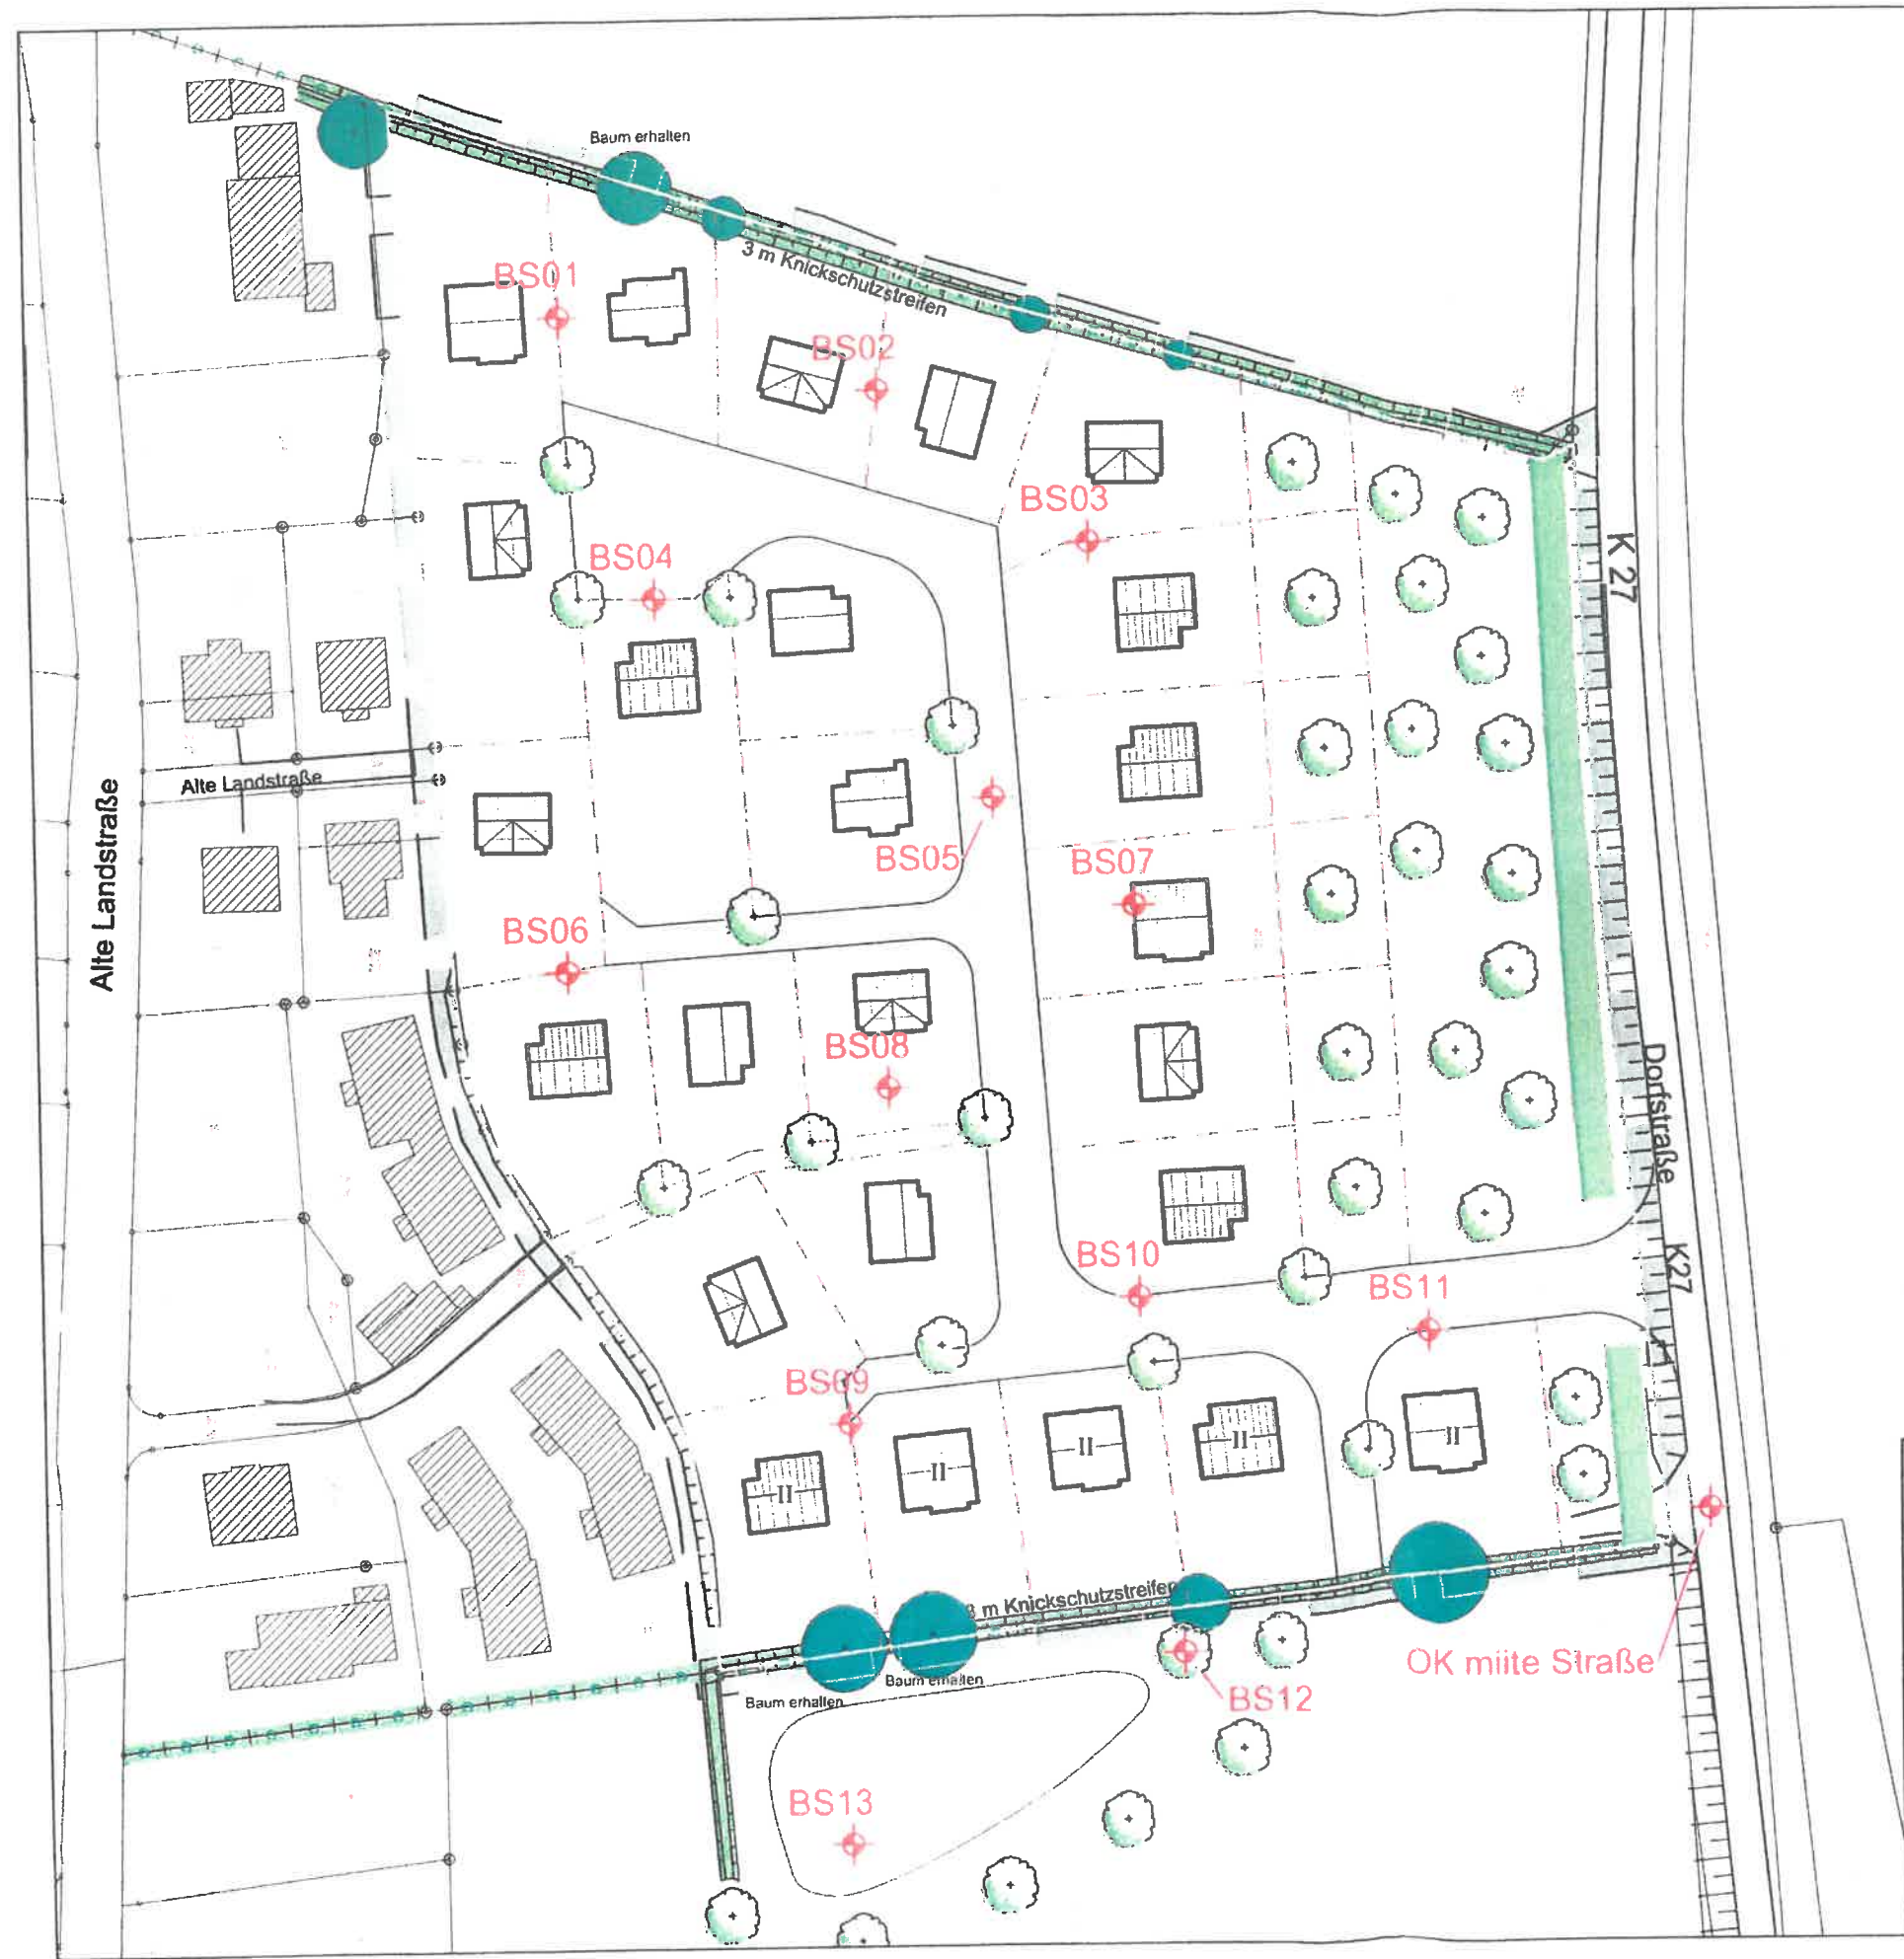 Baum erhalten
3 m Knickschutzstreifen
BS01
BS02
BS03
BS04
K 27
Alte Landstraße
Alte Landstraße
BS05
BS07
BS06
BS08
Dorfstraße
K27
BS10
BS11
BS09
II
II
II
II
II
3 m Knickschutzstreifen
OK miite Straße
Baum erhalten
Baum erhalten
BS12
BS13